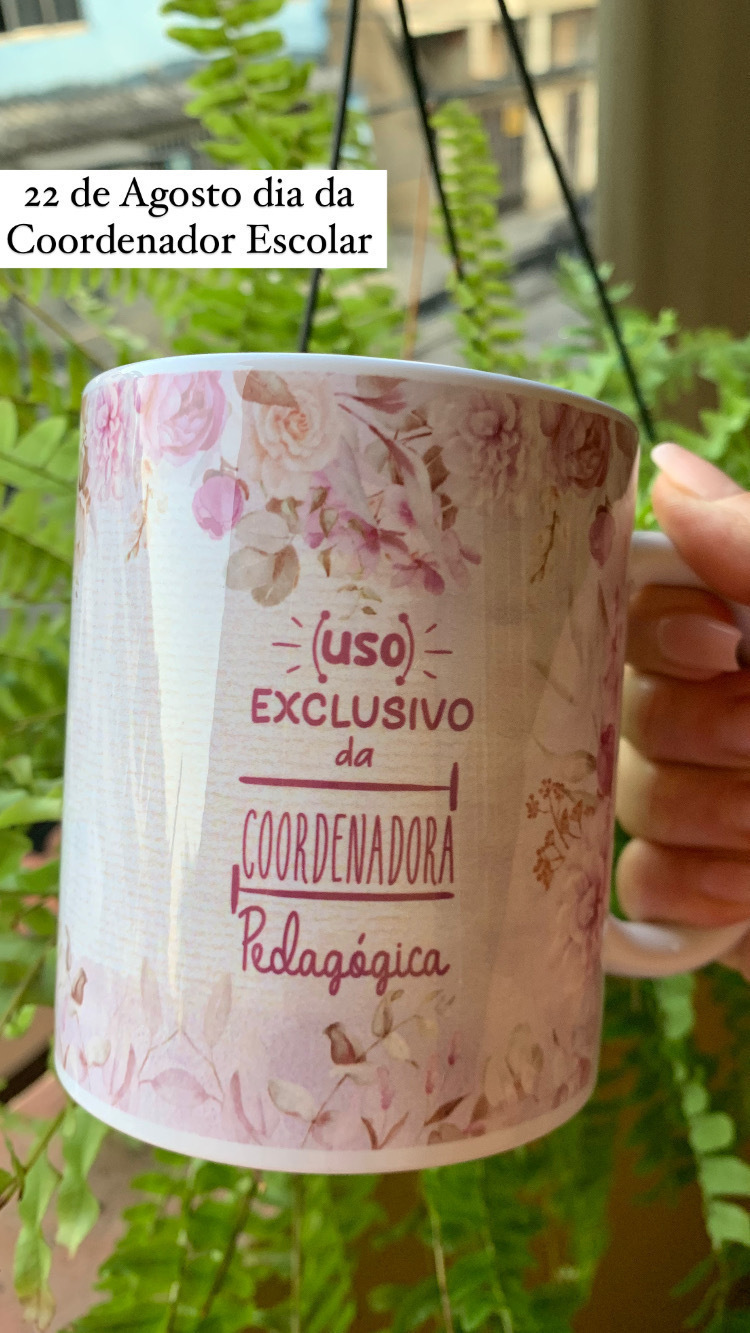 22 de Agosto dia da
Coordenador Escolar
(uso)
EXCLUSIVO
da
COORDENADORA
Pedagógica